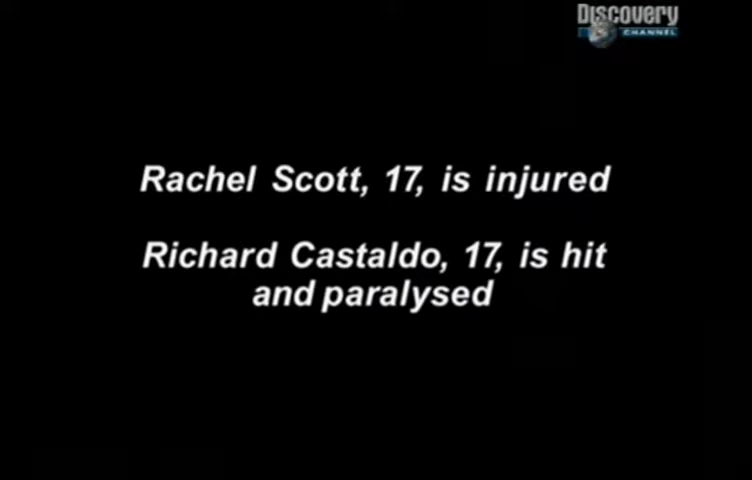 Discovery
CHANNEL
Rachel Scott, 17, is injured
Richard Castaldo, 17, is hit
and paralysed